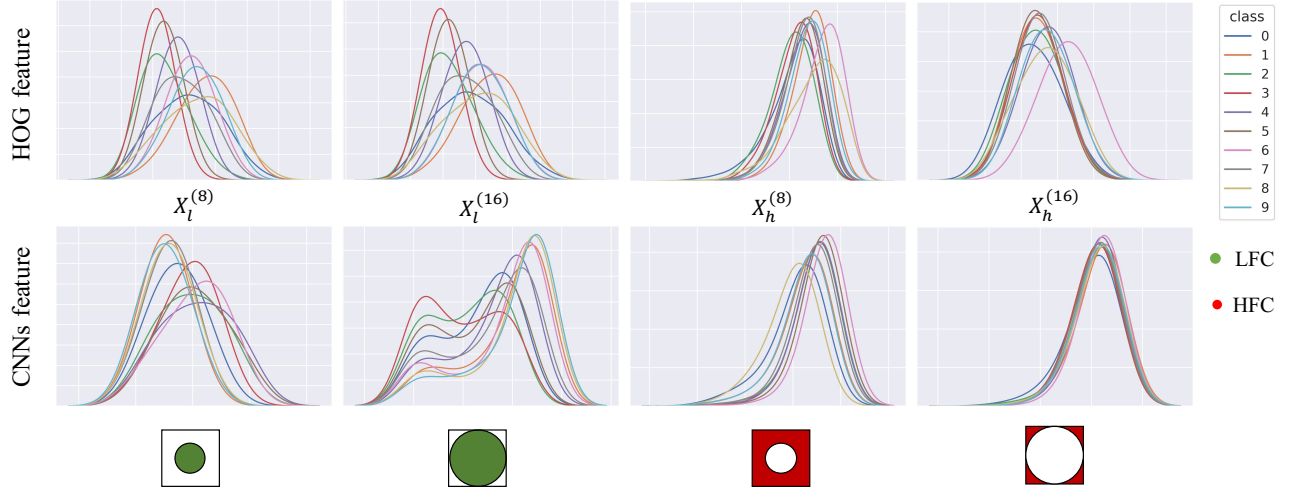 HOG feature
class
0
1
2
3
4
5
6
7
8
9
X_l^{(8)}
X_l^{(16)}
X_h^{(8)}
X_h^{(16)}
CNNs feature
LFC
HFC